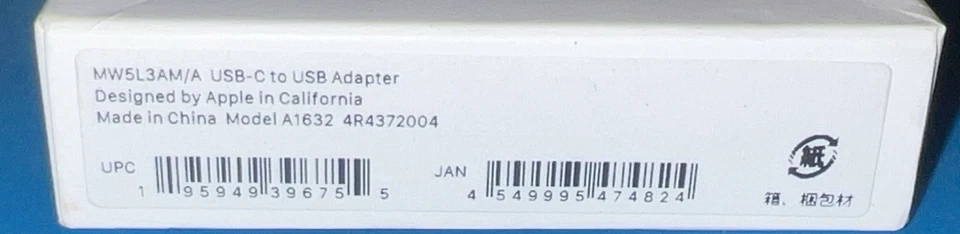 MW5L3AM/A USB-C to USB Adapter
Designed by Apple in California
Made in China Model A1632 4R4372004
UPC
1 95949 39675 5
JAN
4 549995 474824
紙
箱、梱包材